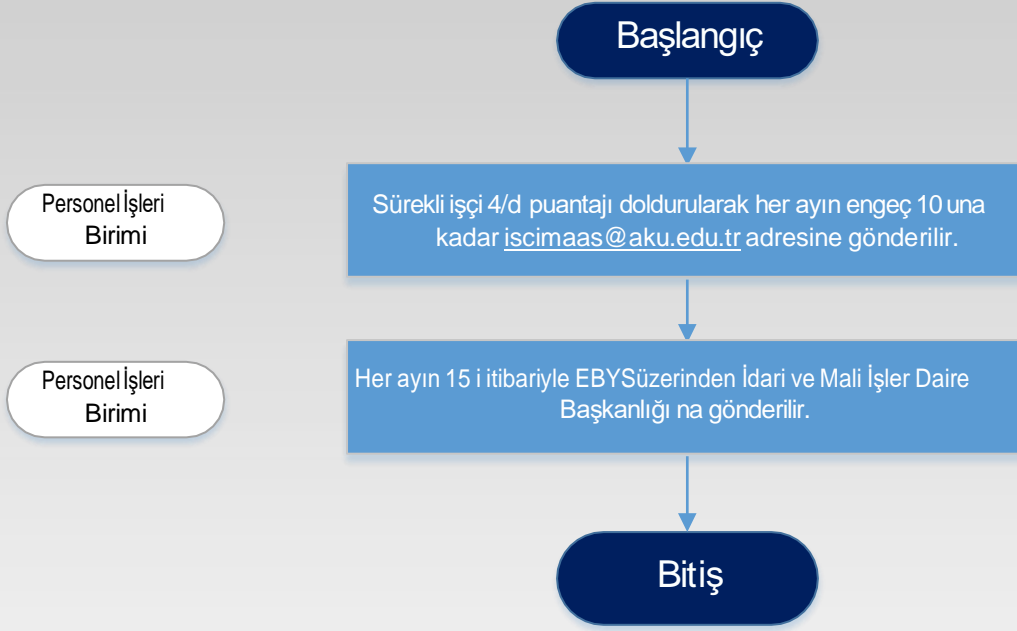 Başlangıç
Personel İşleri
Birimi
Sürekli işçi 4/d puantajı doldurularak her ayın engeç 10 una
kadar iscimaas@aku.edu.tr adresine gönderilir.
Personel İşleri
Birimi
Her ayın 15 i itibariyle EBYSüzerinden İdari ve Mali İşler Daire
Başkanlığı na gönderilir.
Bitiş